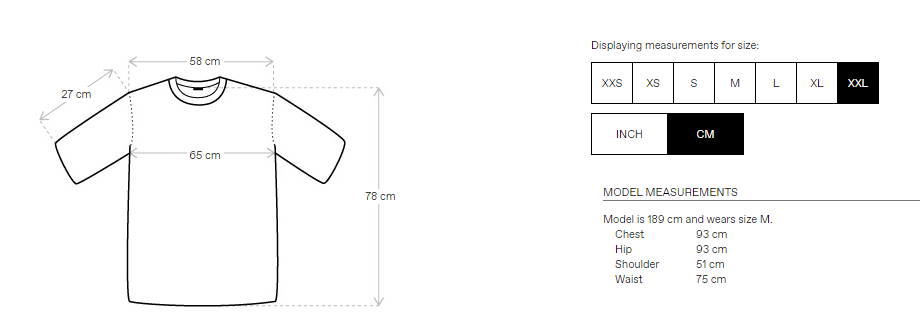 58 cm
27 cm
65 cm
78 cm
Displaying measurements for size:
XXS XS S M L XL XXL
INCH CM
MODEL MEASUREMENTS
Model is 189 cm and wears size M.
Chest 93 cm
Hip 93 cm
Shoulder 51 cm
Waist 75 cm